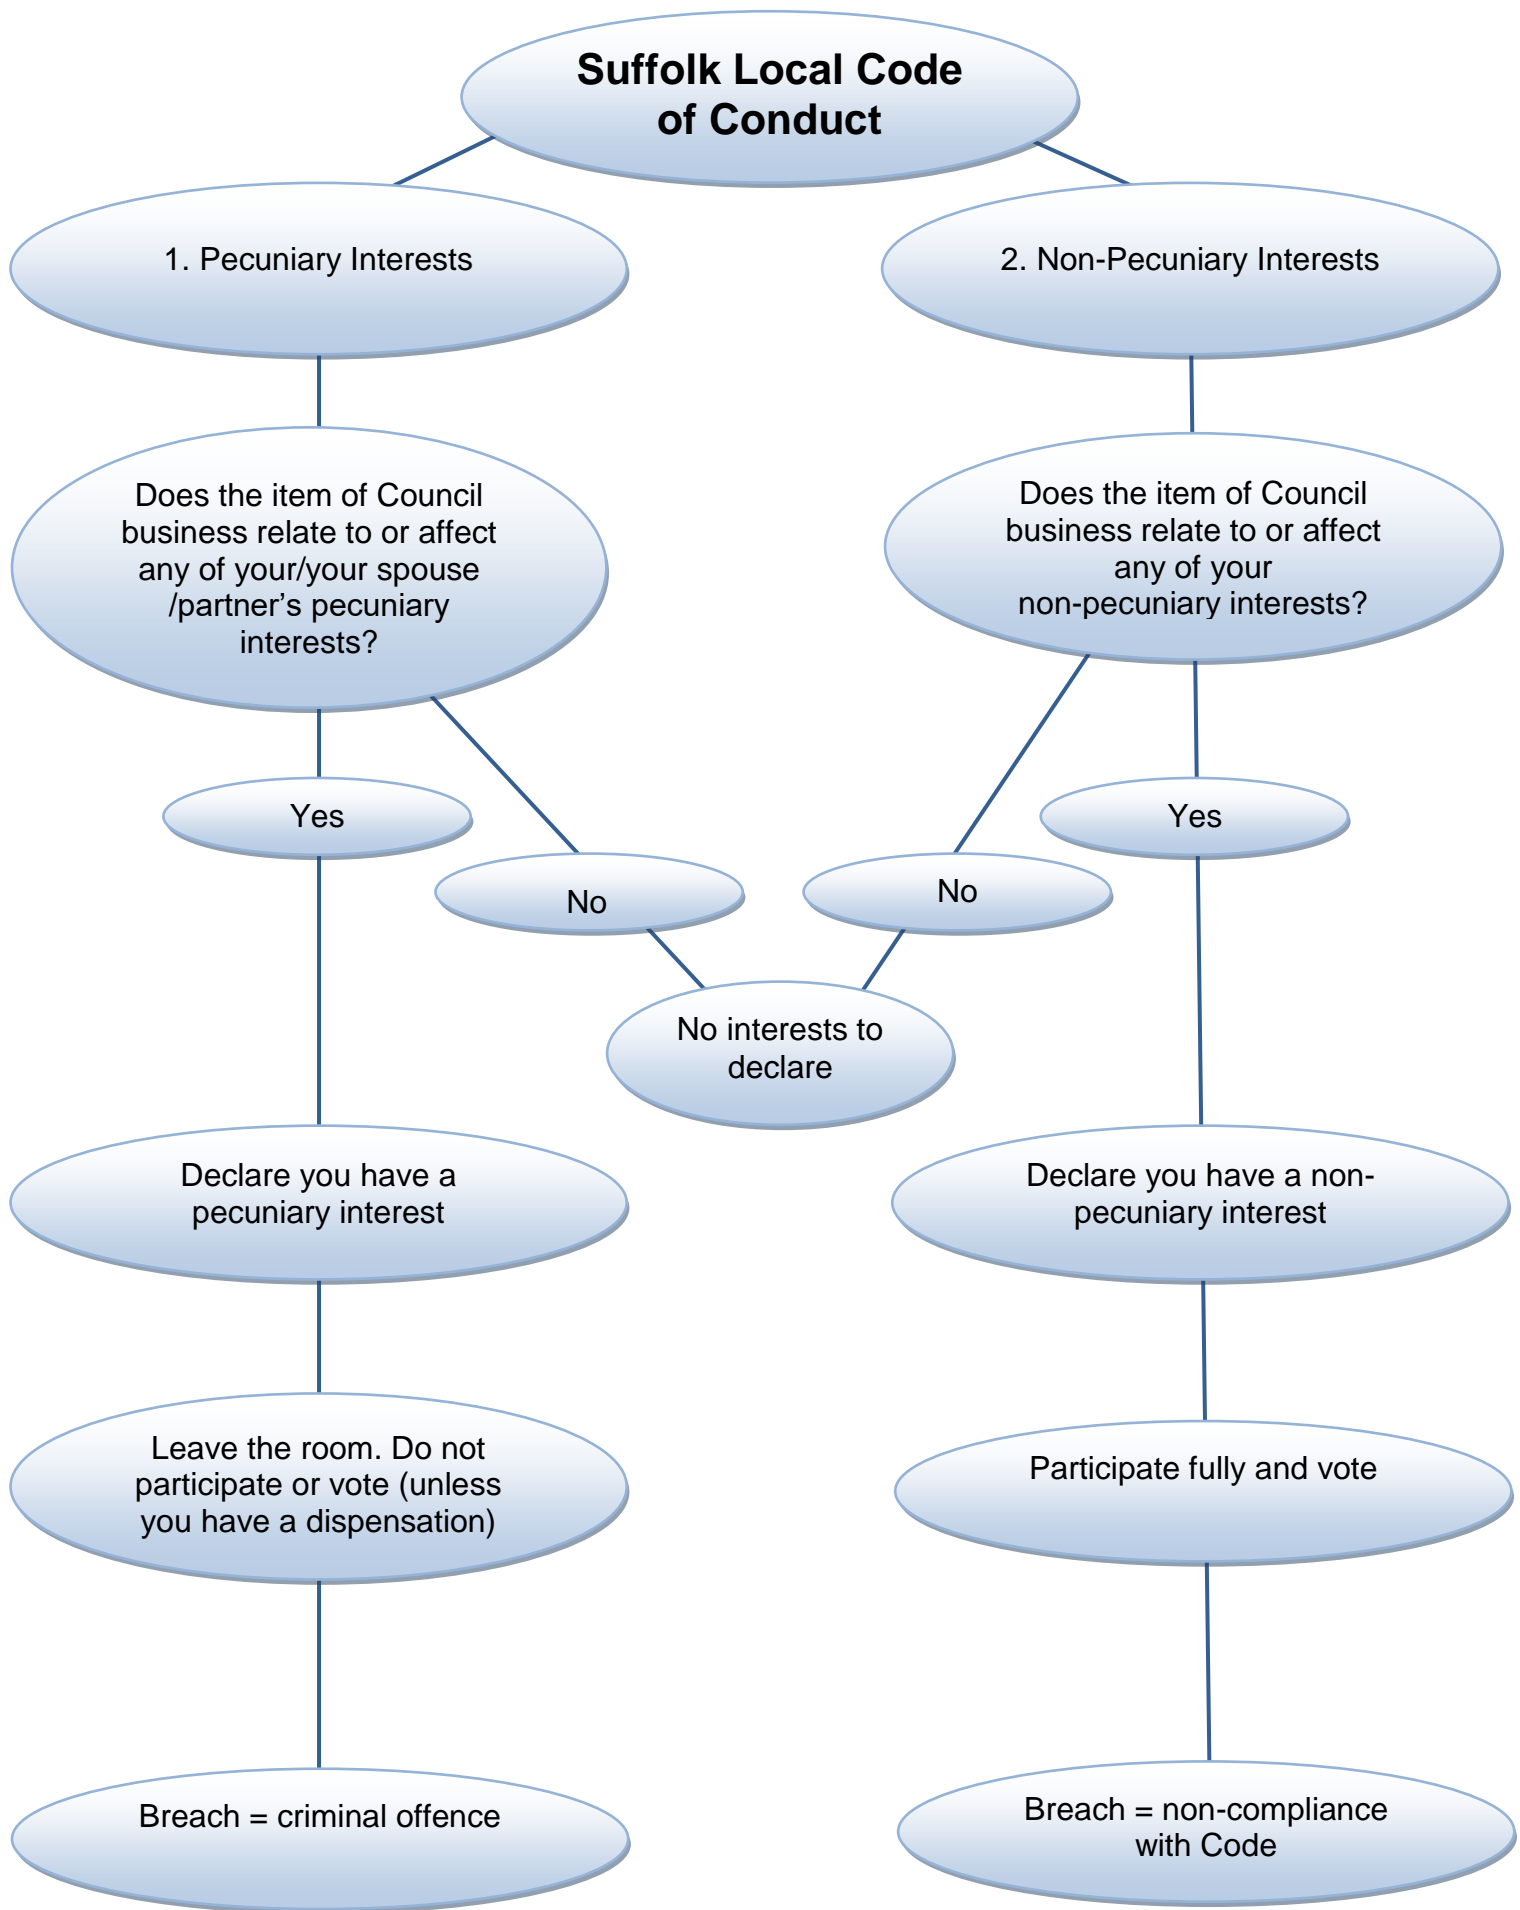 Suffolk Local Code
of Conduct
1. Pecuniary Interests
2. Non-Pecuniary Interests
Does the item of Council
business relate to or affect
any of your/your spouse
/partner’s pecuniary
interests?
Does the item of Council
business relate to or affect
any of your
non-pecuniary interests?
Yes
Yes
No
No
No interests to
declare
Declare you have a
pecuniary interest
Declare you have a non-
pecuniary interest
Leave the room. Do not
participate or vote (unless
you have a dispensation)
Participate fully and vote
Breach = criminal offence
Breach = non-compliance
with Code